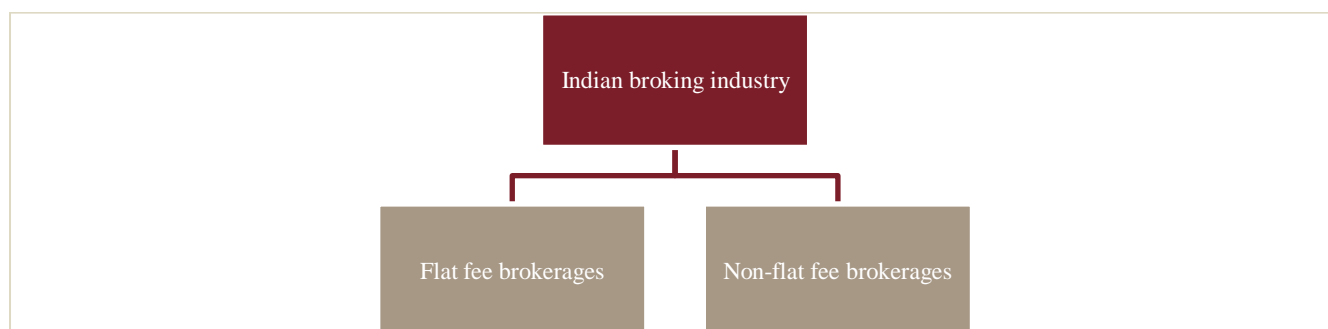 Indian broking industry
Flat fee brokerages
Non-flat fee brokerages